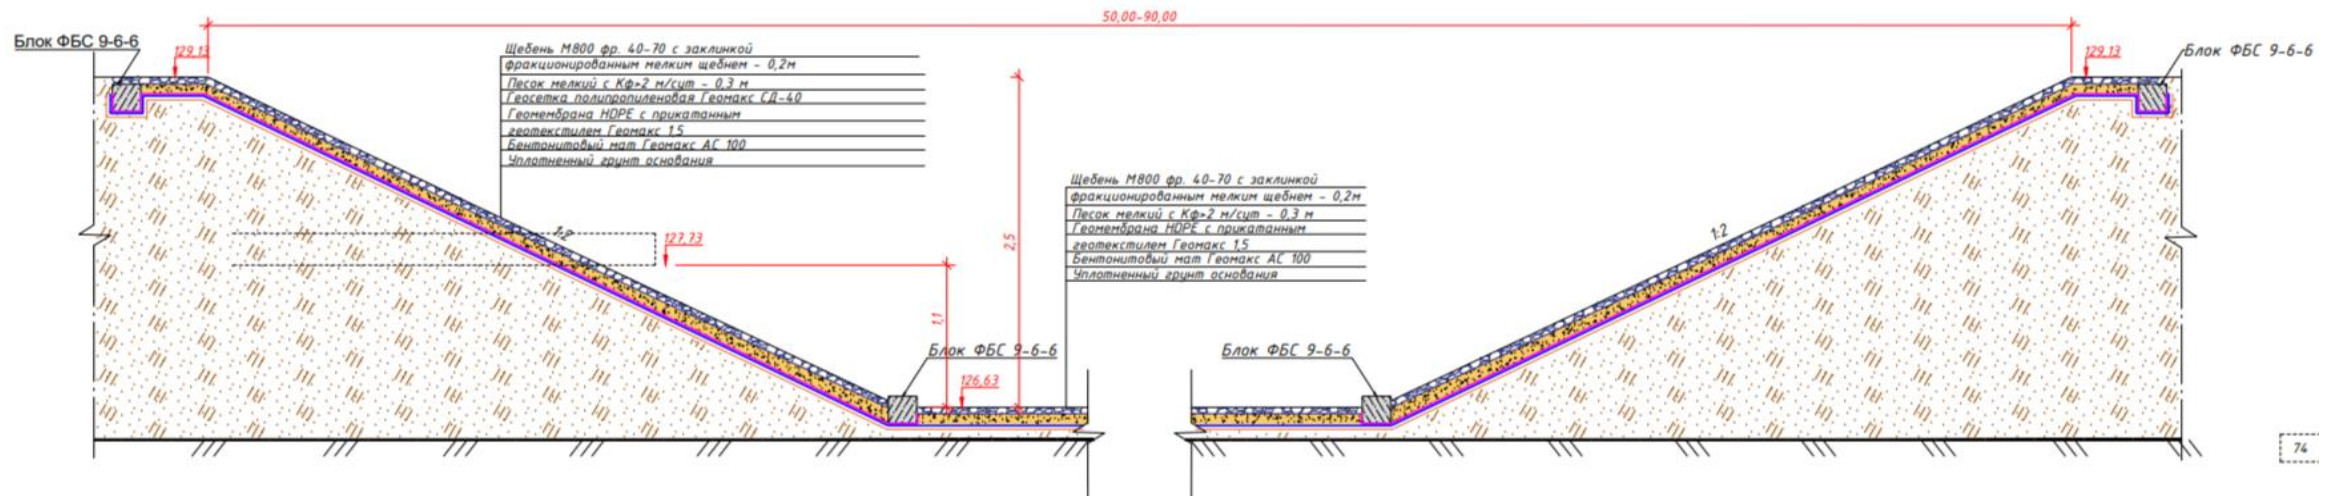 50,00-90,00
Блок ФБС 9-6-6
129,13
Щебень М800 фр. 40-70 с заклинкой
фракционированным мелким щебнем - 0,2м
Песок мелкий с Кф>2 м/сут - 0,3 м
Геосетка полипропиленовая Геомакс СД-40
Геомембрана HDPE с прикатанным
геотекстилем Геомакс 1,5
Бентонитовый мат Геомакс АС 100
Уплотненный грунт основания
129,13
Блок ФБС 9-6-6
1:2
127,73
2,5
1,1
Щебень М800 фр. 40-70 с заклинкой
фракционированным мелким щебнем - 0,2м
Песок мелкий с Кф>2 м/сут - 0,3 м
Геомембрана HDPE с прикатанным
геотекстилем Геомакс 1,5
Бентонитовый мат Геомакс АС 100
Уплотненный грунт основания
1:2
Блок ФБС 9-6-6
126,63
Блок ФБС 9-6-6
74